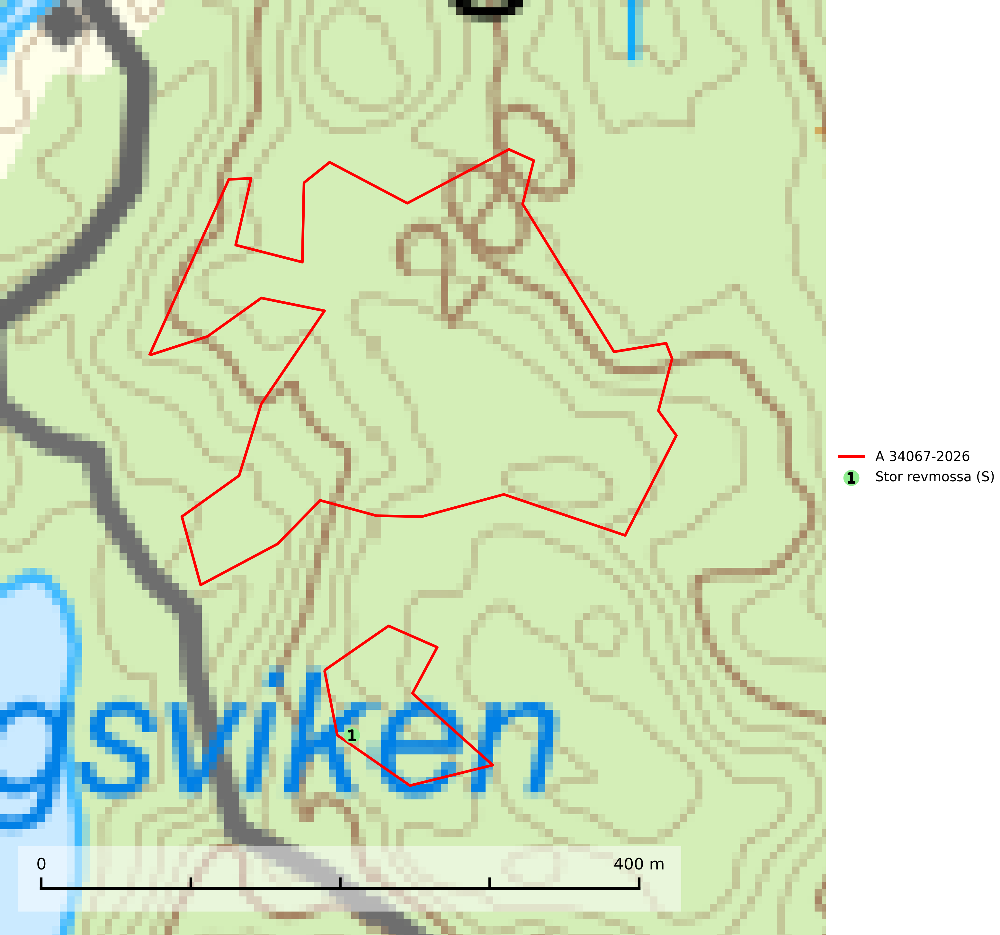 A 34067-2026
1 Stor revmossa (S)
gsviken
1
0 400 m